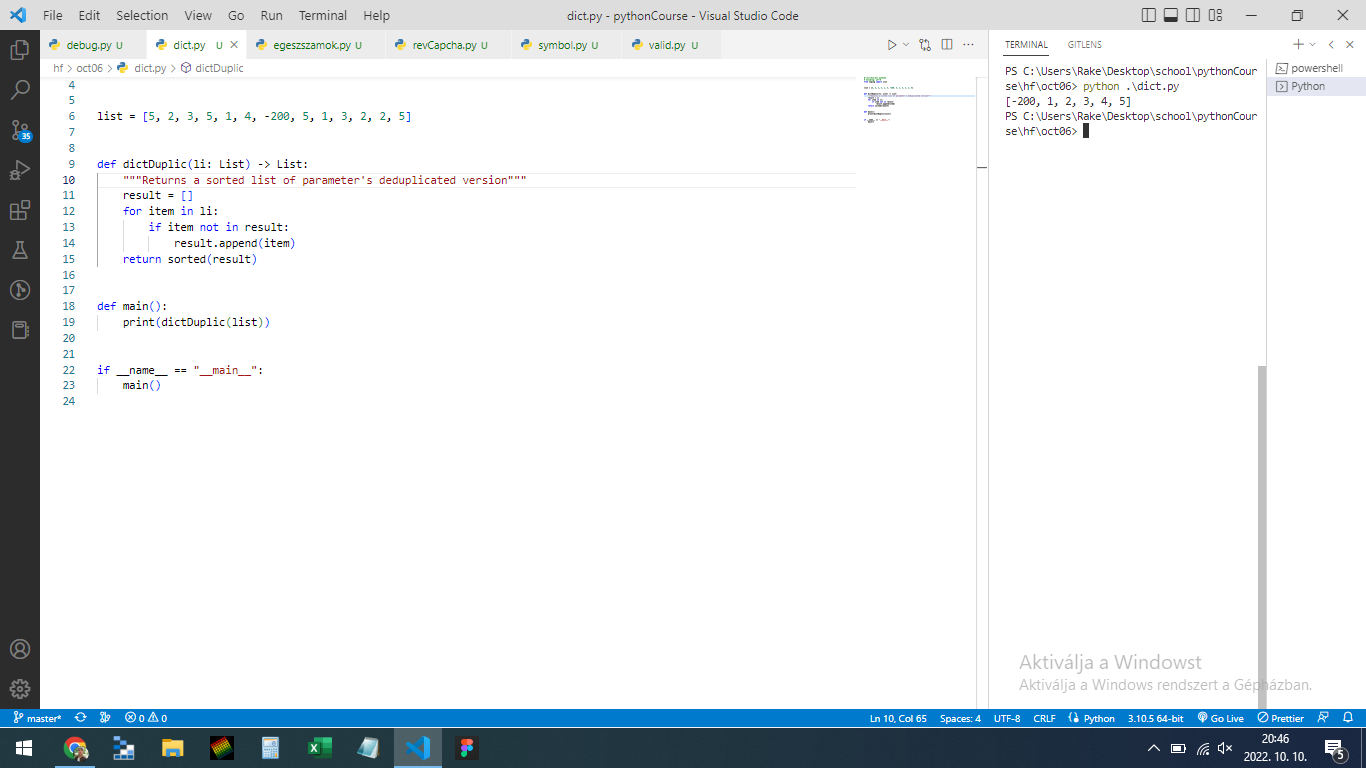 File Edit Selection View Go Run Terminal Help dict.py - pythonCourse - Visual Studio Code
debug.py U dict.py U egeszszamok.py U revCapcha.py U symbol.py U valid.py U
hf > oct06 > dict.py > dictDuplic
4
5
6 list = [5, 2, 3, 5, 1, 4, -200, 5, 1, 3, 2, 2, 5]
7
8
9 def dictDuplic(li: List) -> List:
10 """Returns a sorted list of parameter's deduplicated version"""
11 result = []
12 for item in li:
13 if item not in result:
14 result.append(item)
15 return sorted(result)
16
17
18 def main():
19 print(dictDuplic(list))
20
21
22 if __name__ == "__main__":
23 main()
24
TERMINAL GITLENS
PS C:\Users\Rake\Desktop\school\pythonCour
se\hf\oct06> python .\dict.py
[-200, 1, 2, 3, 4, 5]
PS C:\Users\Rake\Desktop\school\pythonCour
se\hf\oct06>
powershell
Python
35
Aktiválja a Windowst
Aktiválja a Windows rendszert a Gépházban.
master* 0 0 Ln 10, Col 65 Spaces: 4 UTF-8 CRLF Python 3.10.5 64-bit Go Live Prettier
20:46
2022. 10. 10.
5